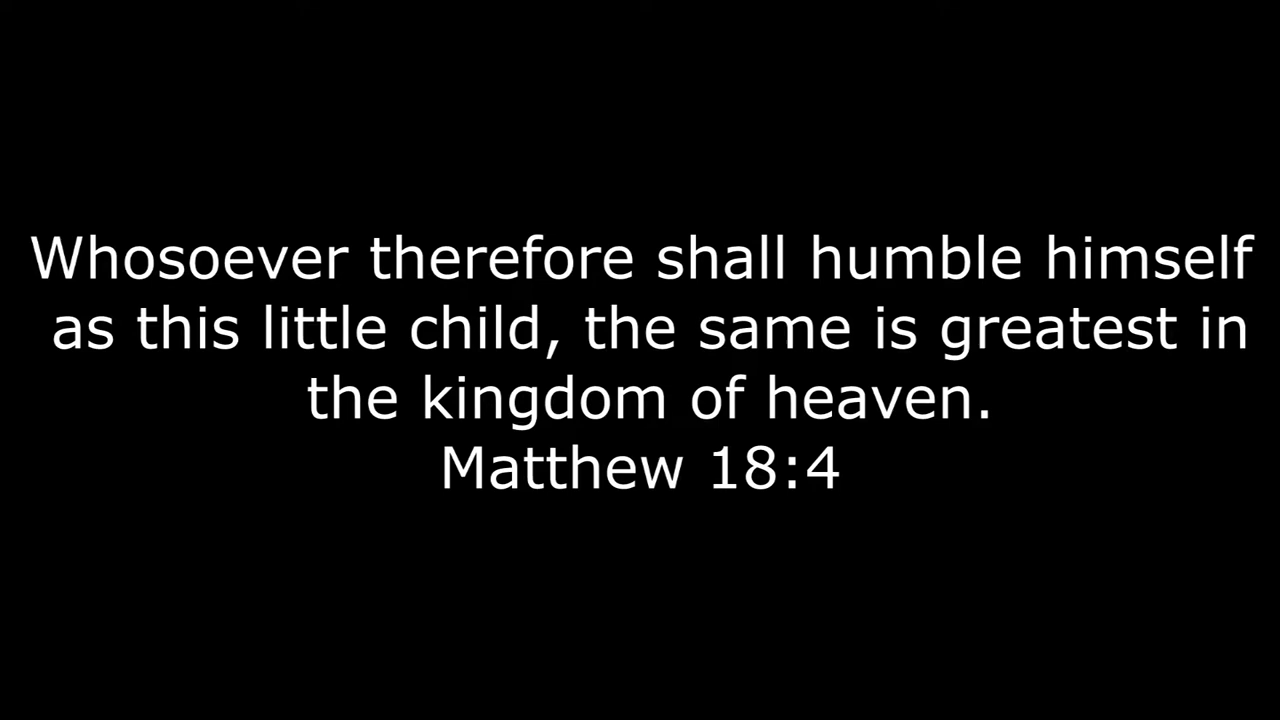 Whosoever therefore shall humble himself
as this little child, the same is greatest in
the kingdom of heaven.
Matthew 18:4